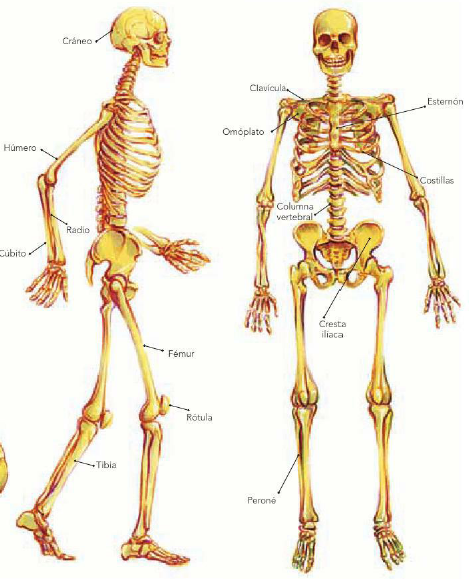 Cráneo
Húmero
Radio
Cúbito
Fémur
Rótula
Tibia
Clavícula
Esternón
Omóplato
Costillas
Columna
vertebral
Cresta
ilíaca
Peroné